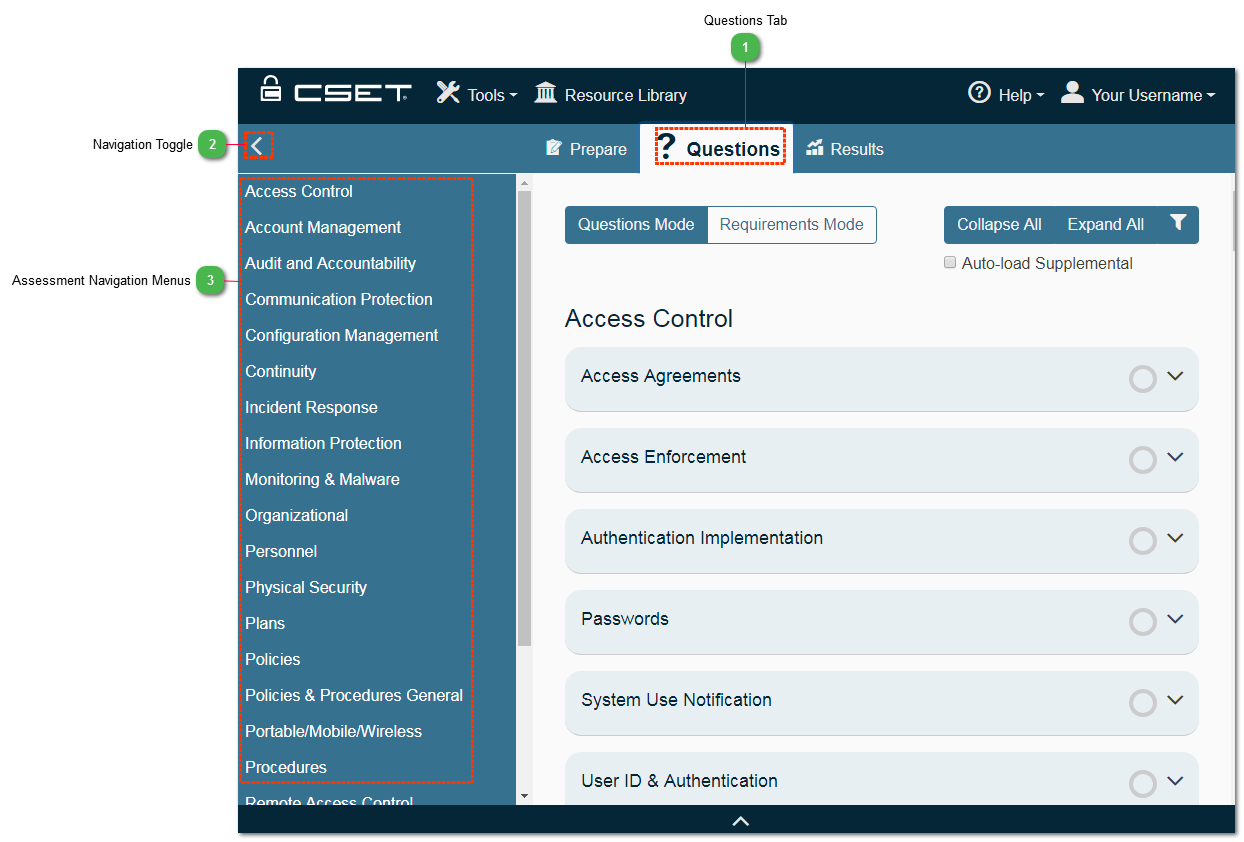 Questions Tab
1
CSET
Tools
Resource Library
Help
Your Username
Navigation Toggle
2
Prepare
? Questions
Results
Assessment Navigation Menus
3
Access Control
Account Management
Audit and Accountability
Communication Protection
Configuration Management
Continuity
Incident Response
Information Protection
Monitoring & Malware
Organizational
Personnel
Physical Security
Plans
Policies
Policies & Procedures General
Portable/Mobile/Wireless
Procedures
Remote Access Control
Questions Mode
Requirements Mode
Collapse All
Expand All
Auto-load Supplemental
Access Control
Access Agreements
Access Enforcement
Authentication Implementation
Passwords
System Use Notification
User ID & Authentication